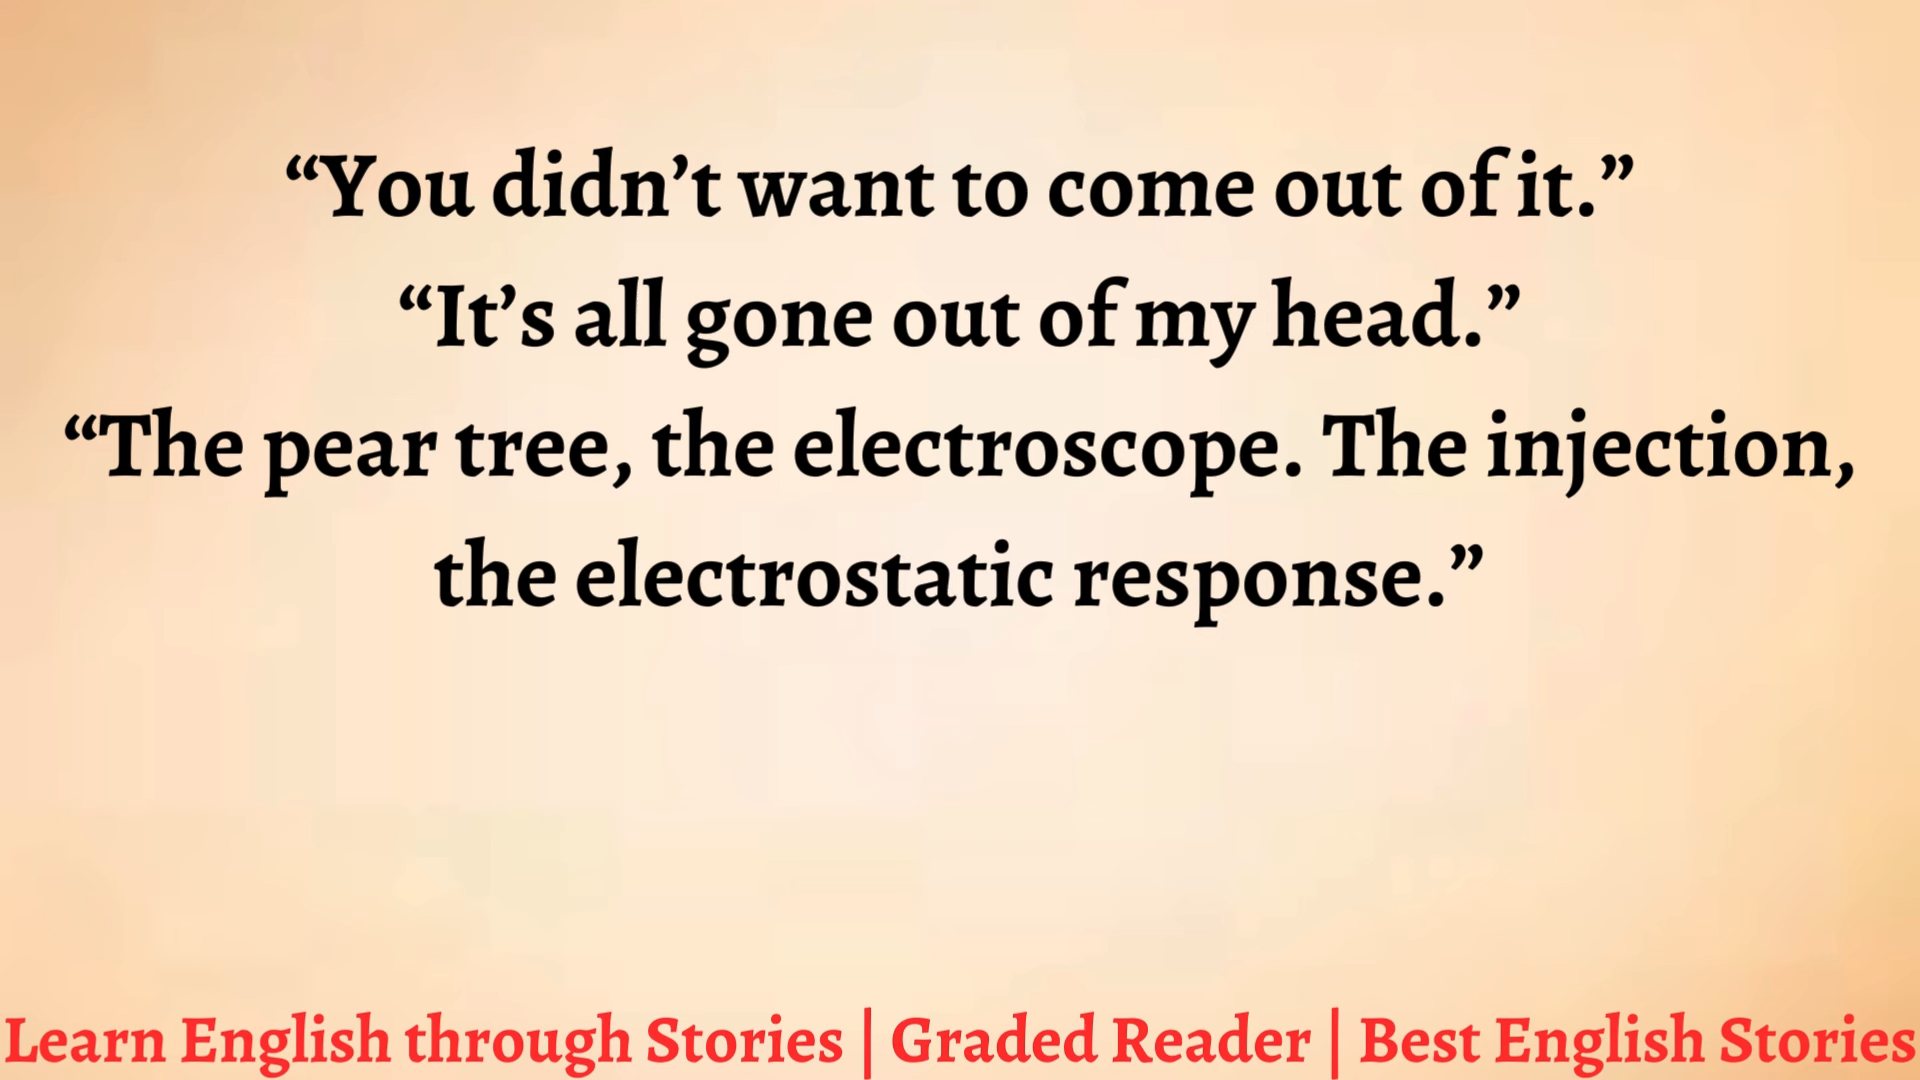 “You didn’t want to come out of it.”
“It’s all gone out of my head.”
“The pear tree, the electroscope. The injection,
the electrostatic response.”
Learn English through Stories | Graded Reader | Best English Stories